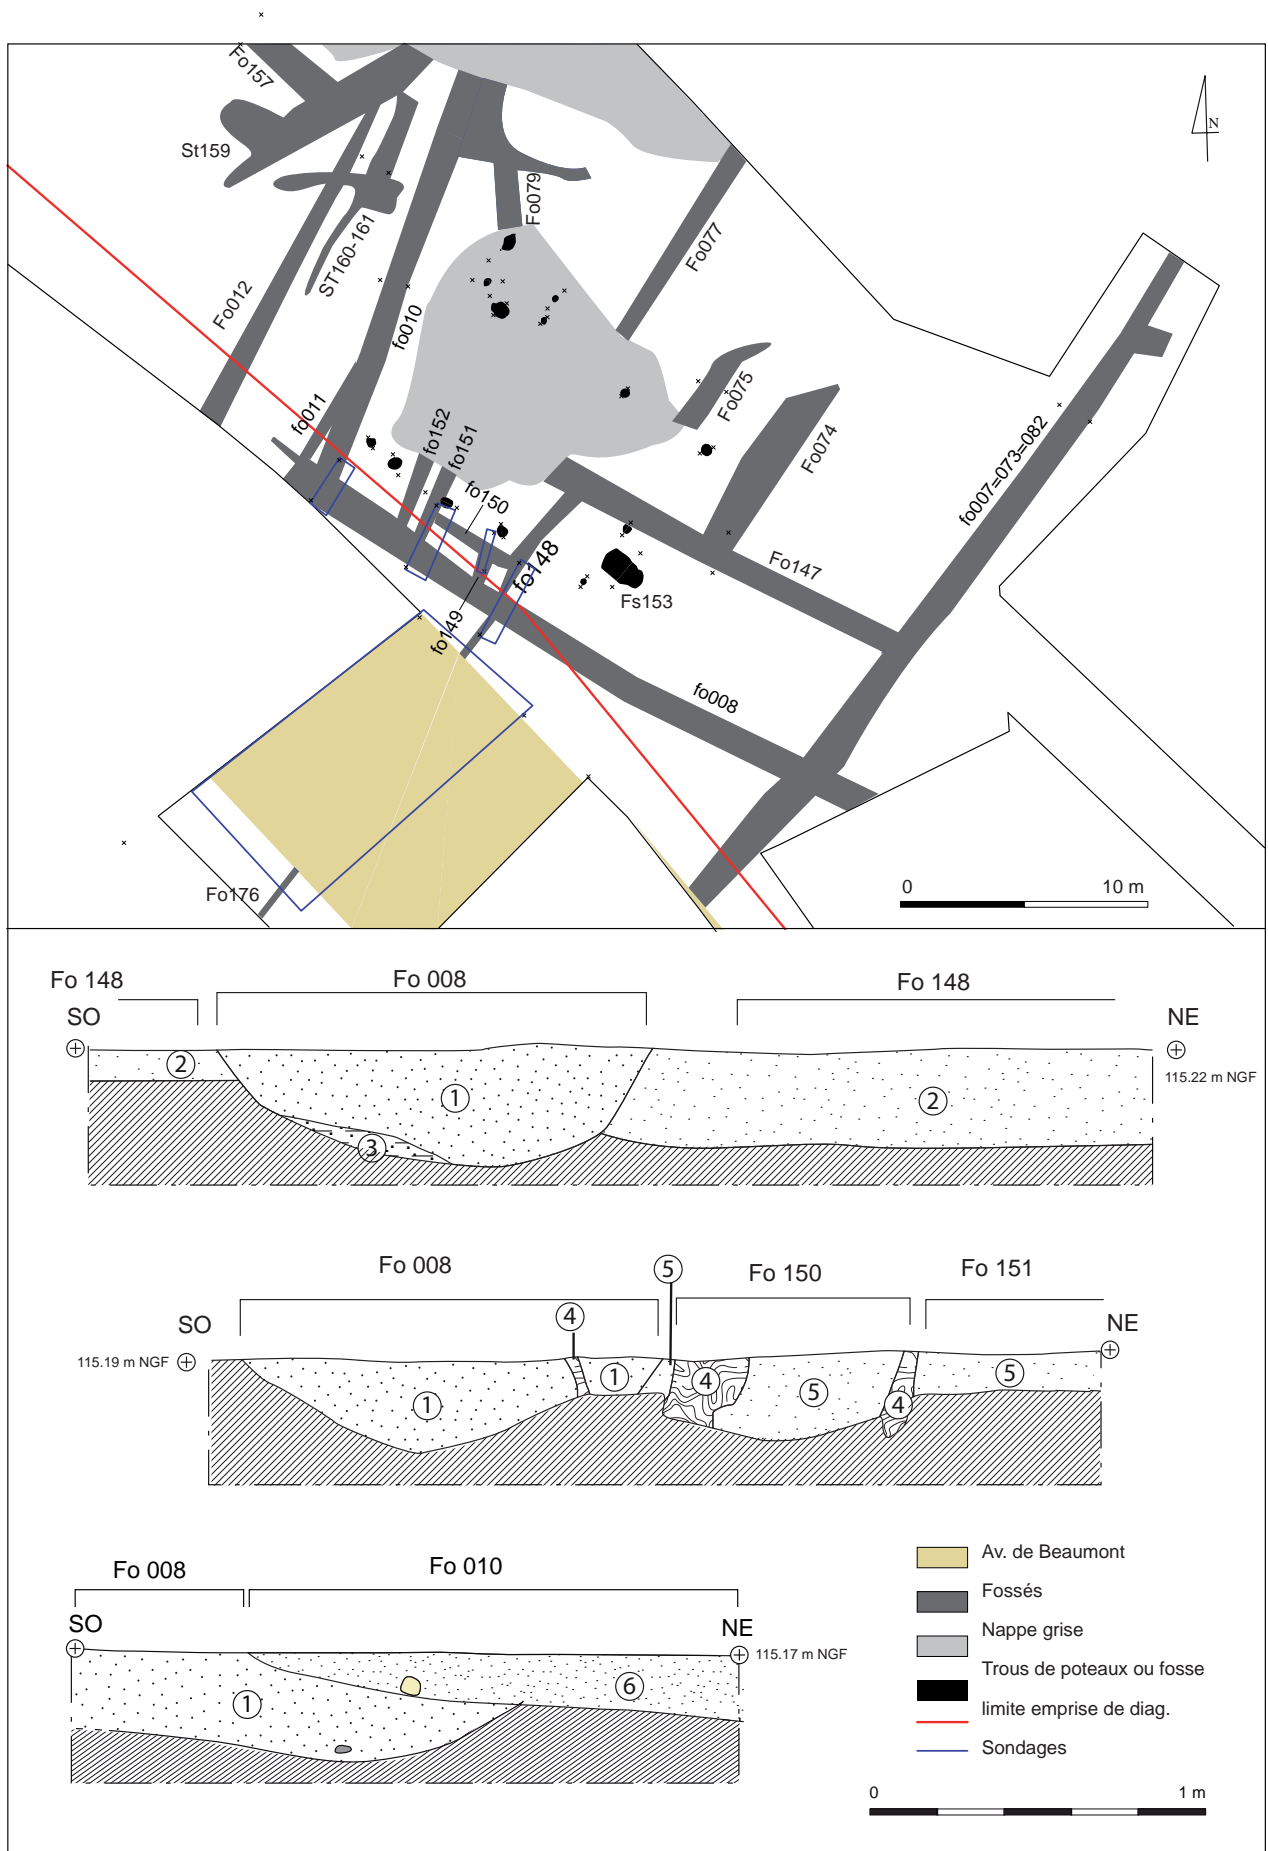 Fo157
St159
N
Fo079
ST160-161
Fo077
Fo012
fo010
fo011
fo152
fo151
fo150
Fo075
Fo074
fo007=073=082
fo148
Fo147
Fs153
fo149
fo008
Fo176
0 10 m
Fo 148 Fo 008 Fo 148
SO NE
115.22 m NGF
2
1
2
3
Fo 008 5 Fo 150 Fo 151
4
SO NE
115.19 m NGF
1
1
4
5
4
5
Fo 008 Fo 010
SO NE
115.17 m NGF
1
6
Av. de Beaumont
Fossés
Nappe grise
Trous de poteaux ou fosse
limite emprise de diag.
Sondages
0 1 m